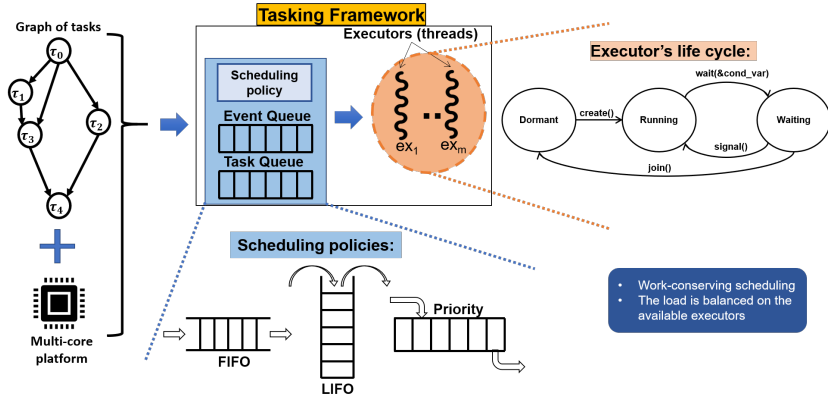 Tasking Framework
Graph of tasks
τ0
τ1
τ2
τ3
τ4
Multi-core
platform
Scheduling
policy
Event Queue
Task Queue
Executors (threads)
ex1
exm
Executor's life cycle:
wait(&cond_var)
Dormant
create()
Running
Waiting
signal()
join()
Scheduling policies:
FIFO
LIFO
Priority
• Work-conserving scheduling
• The load is balanced on the
available executors